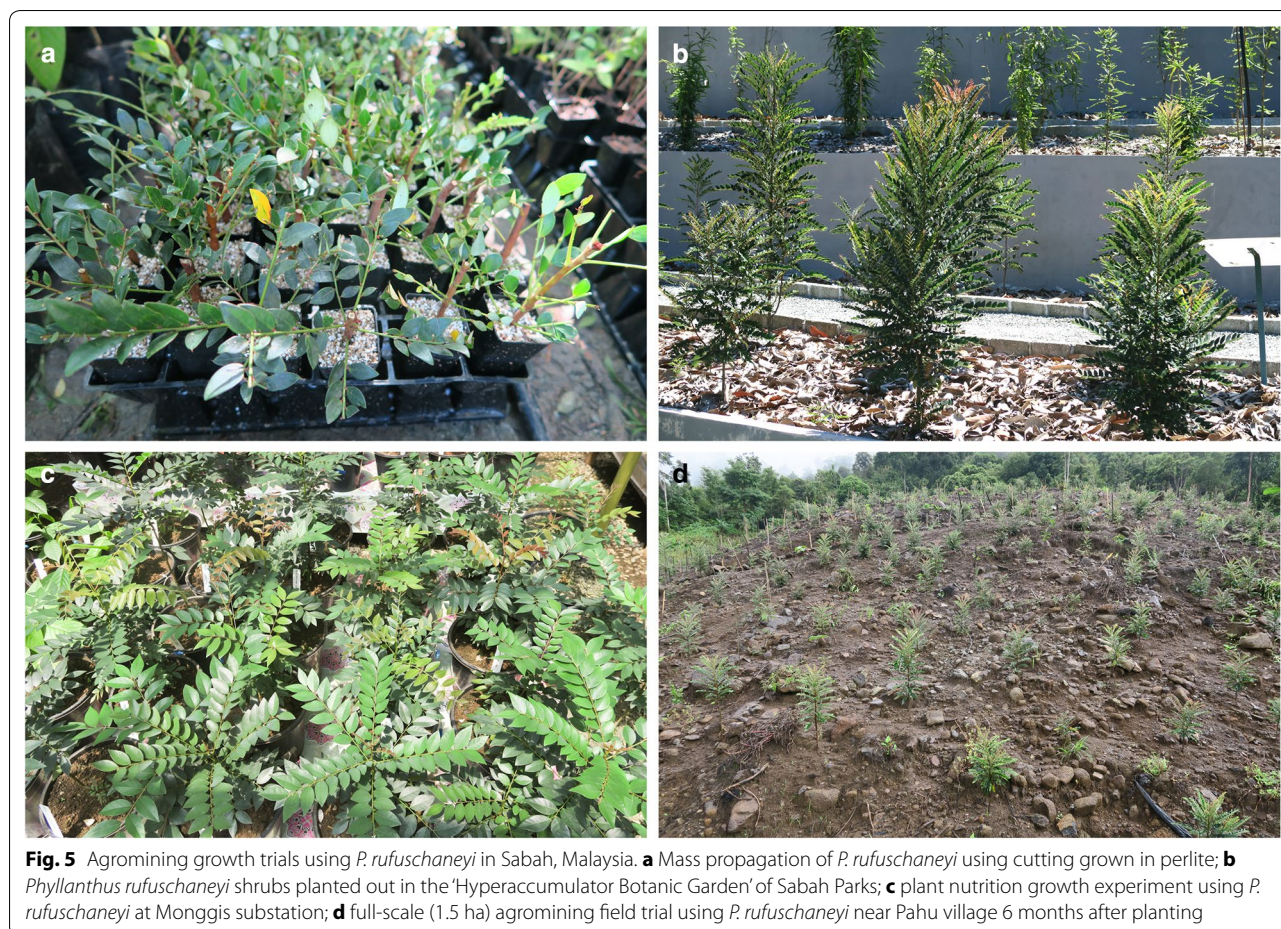 a
b
c
d
Fig. 5 Agromining growth trials using P. rufuschaneyi in Sabah, Malaysia. a Mass propagation of P. rufuschaneyi using cutting grown in perlite; b
Phyllanthus rufuschaneyi shrubs planted out in the ‘Hyperaccumulator Botanic Garden’ of Sabah Parks; c plant nutrition growth experiment using P.
rufuschaneyi at Monggis substation; d full-scale (1.5 ha) agromining field trial using P. rufuschaneyi near Pahu village 6 months after planting